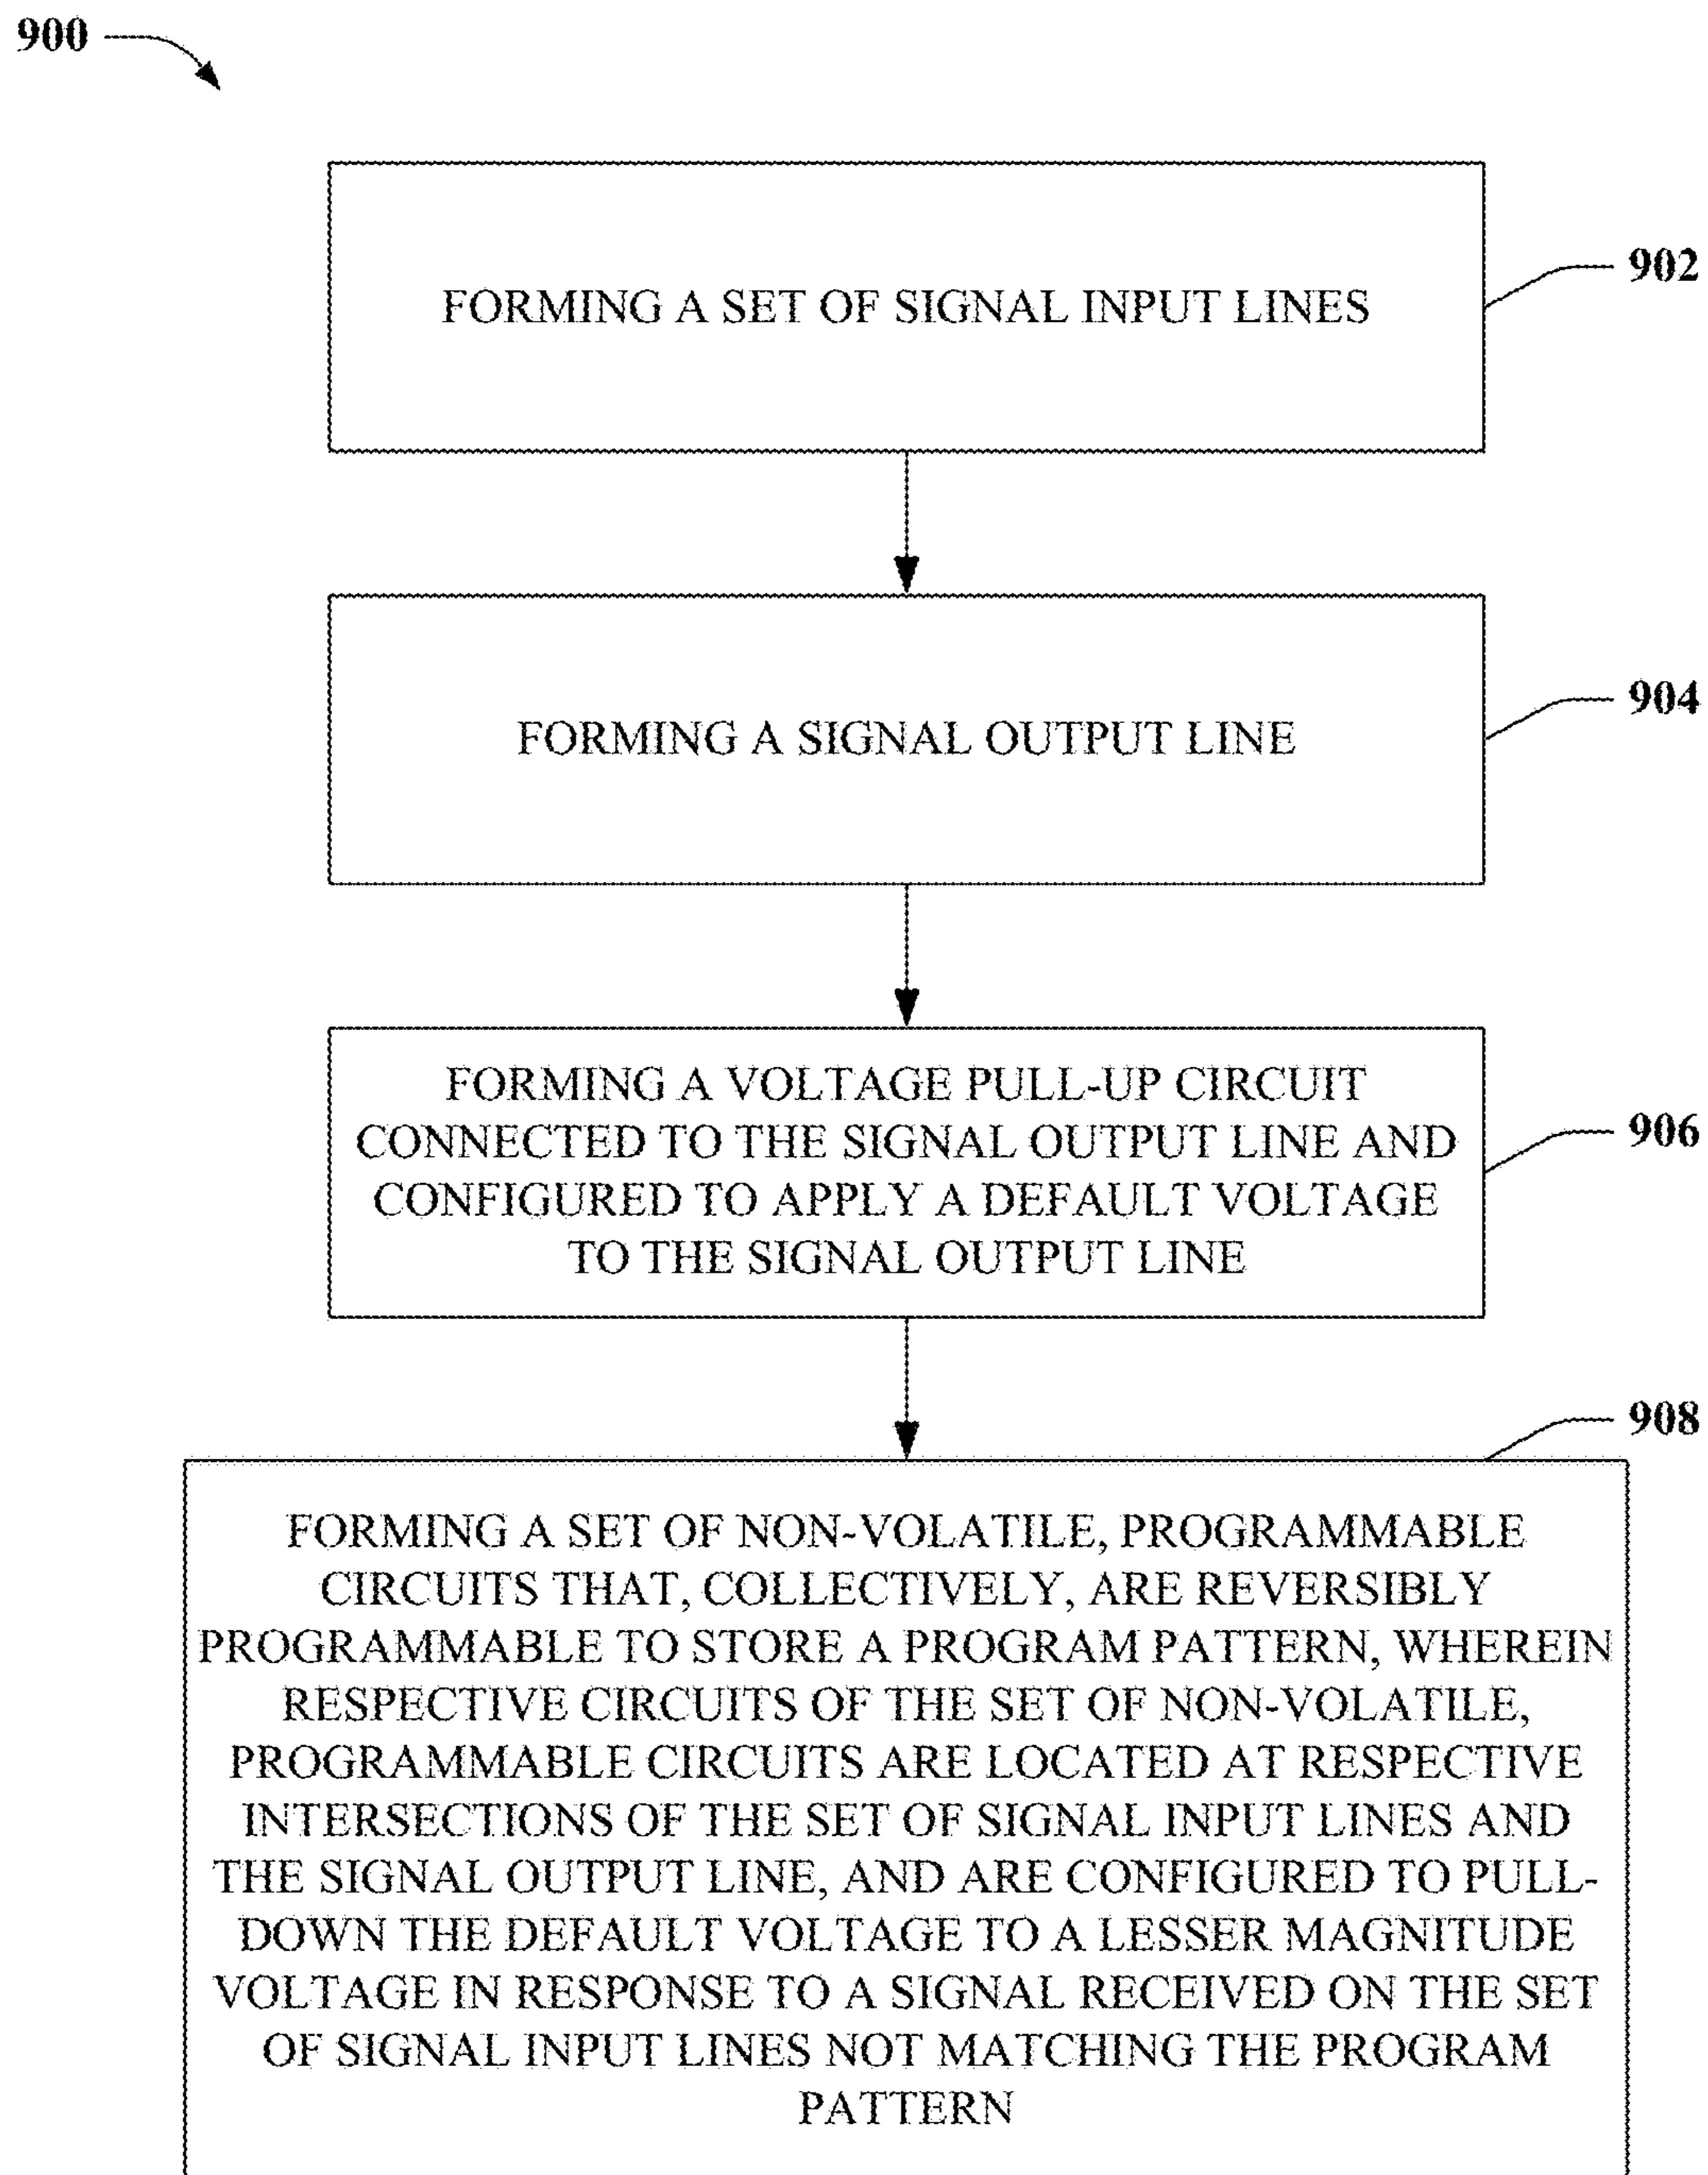 900
FORMING A SET OF SIGNAL INPUT LINES
902
FORMING A SIGNAL OUTPUT LINE
904
FORMING A VOLTAGE PULL-UP CIRCUIT
CONNECTED TO THE SIGNAL OUTPUT LINE AND
CONFIGURED TO APPLY A DEFAULT VOLTAGE
TO THE SIGNAL OUTPUT LINE
906
908
FORMING A SET OF NON-VOLATILE, PROGRAMMABLE
CIRCUITS THAT, COLLECTIVELY, ARE REVERSIBLY
PROGRAMMABLE TO STORE A PROGRAM PATTERN, WHEREIN
RESPECTIVE CIRCUITS OF THE SET OF NON-VOLATILE,
PROGRAMMABLE CIRCUITS ARE LOCATED AT RESPECTIVE
INTERSECTIONS OF THE SET OF SIGNAL INPUT LINES AND
THE SIGNAL OUTPUT LINE, AND ARE CONFIGURED TO PULL-
DOWN THE DEFAULT VOLTAGE TO A LESSER MAGNITUDE
VOLTAGE IN RESPONSE TO A SIGNAL RECEIVED ON THE SET
OF SIGNAL INPUT LINES NOT MATCHING THE PROGRAM
PATTERN